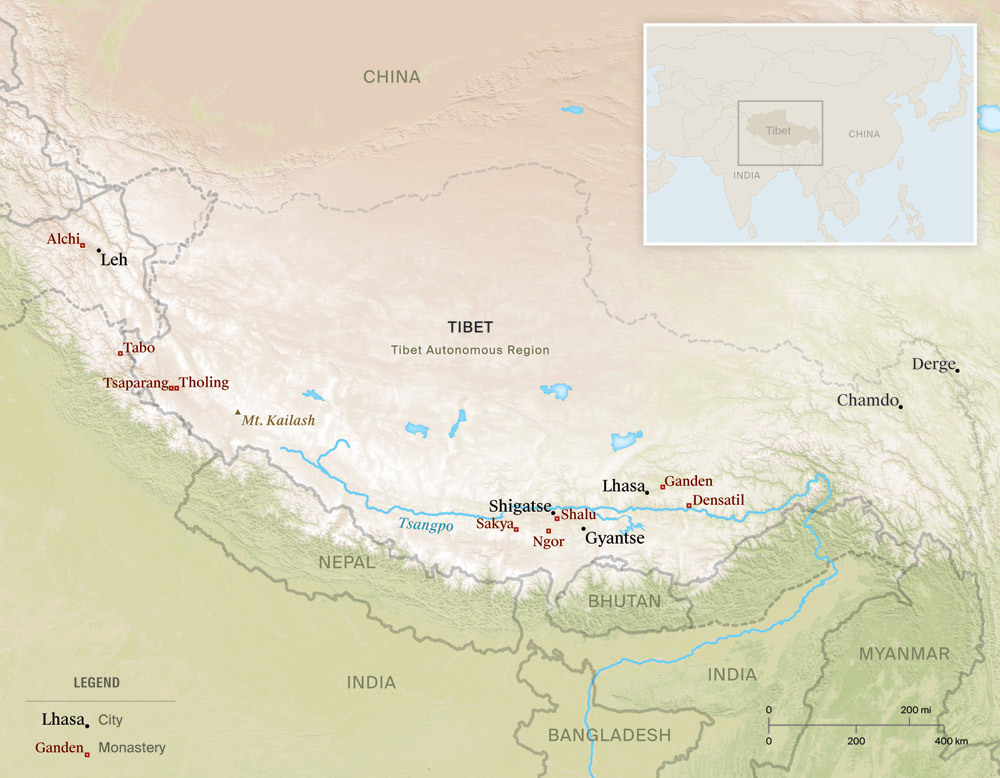 CHINA
Tibet
CHINA
INDIA
Alchi
Leh
TIBET
Tibet Autonomous Region
Tabo
Tsaparang
Tholing
Mt. Kailash
Derge
Chamdo
Lhasa
Ganden
Densatil
Shigatse
Shalu
Tsangpo
Sakya
Ngor
Gyantse
NEPAL
BHUTAN
MYANMAR
INDIA
INDIA
BANGLADESH
LEGEND
Lhasa City
Ganden Monastery
0 200 mi
0 200 400 km